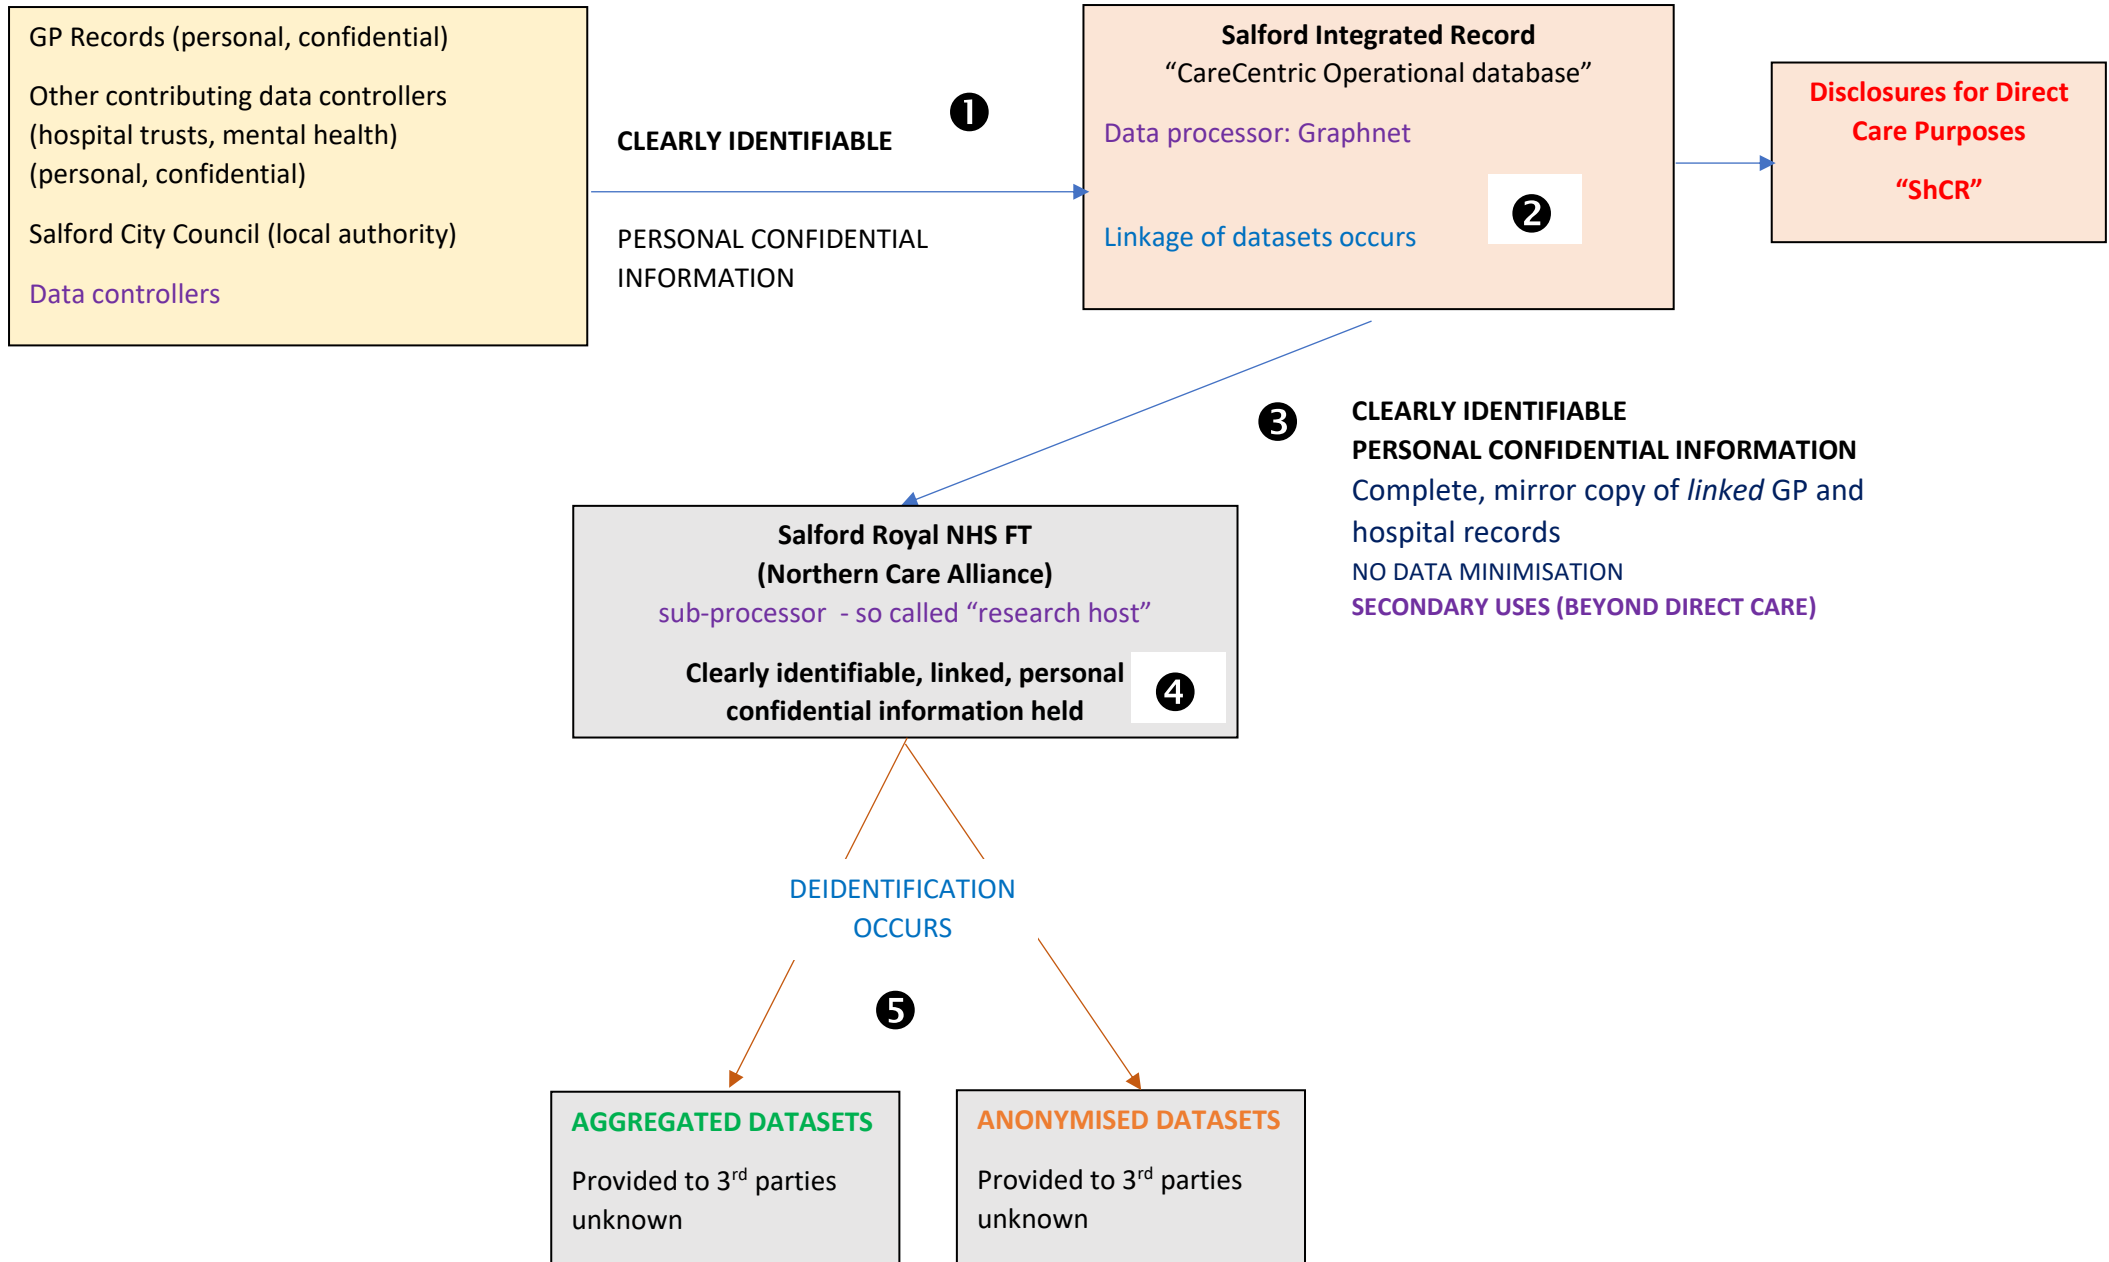 GP Records (personal, confidential)
Other contributing data controllers
(hospital trusts, mental health)
(personal, confidential)
Salford City Council (local authority)
Data controllers
❶
CLEARLY IDENTIFIABLE
PERSONAL CONFIDENTIAL
INFORMATION
Salford Integrated Record
“CareCentric Operational database”
Data processor: Graphnet
❷
Linkage of datasets occurs
Disclosures for Direct
Care Purposes
“ShCR”
❸
CLEARLY IDENTIFIABLE
PERSONAL CONFIDENTIAL INFORMATION
Complete, mirror copy of linked GP and
hospital records
NO DATA MINIMISATION
SECONDARY USES (BEYOND DIRECT CARE)
Salford Royal NHS FT
(Northern Care Alliance)
sub-processor - so called “research host”
Clearly identifiable, linked, personal
confidential information held
❹
DEIDENTIFICATION
OCCURS
❺
AGGREGATED DATASETS
Provided to 3rd parties
unknown
ANONYMISED DATASETS
Provided to 3rd parties
unknown